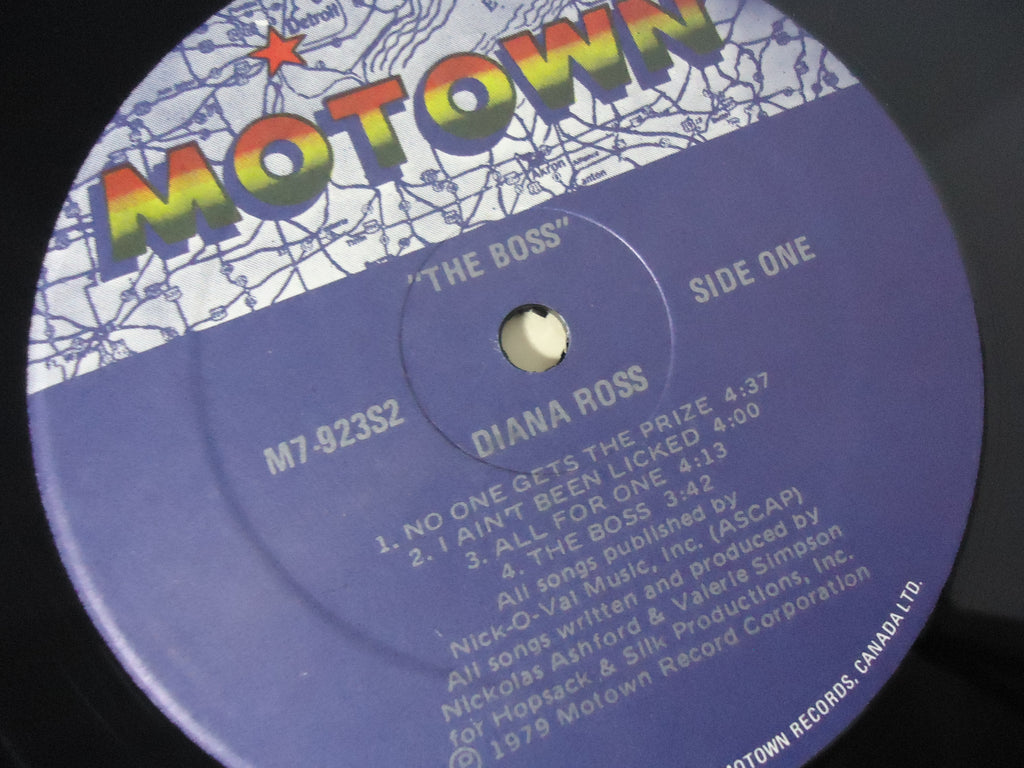 Detroit
MOTOWN
Akron
"THE BOSS"
SIDE ONE
M7-923S2
DIANA ROSS
1. NO ONE GETS THE PRIZE 4:37
2. I AIN'T BEEN LICKED 4:00
3. ALL FOR ONE 4:13
4. THE BOSS 3:42
All songs published by
Nick-O-Val Music, Inc. (ASCAP)
All songs written and produced by
Nickolas Ashford & Valerie Simpson
for Hopsack & Silk Productions, Inc.
Ⓟ 1979 Motown Record Corporation
MOTOWN RECORDS, CANADA LTD.